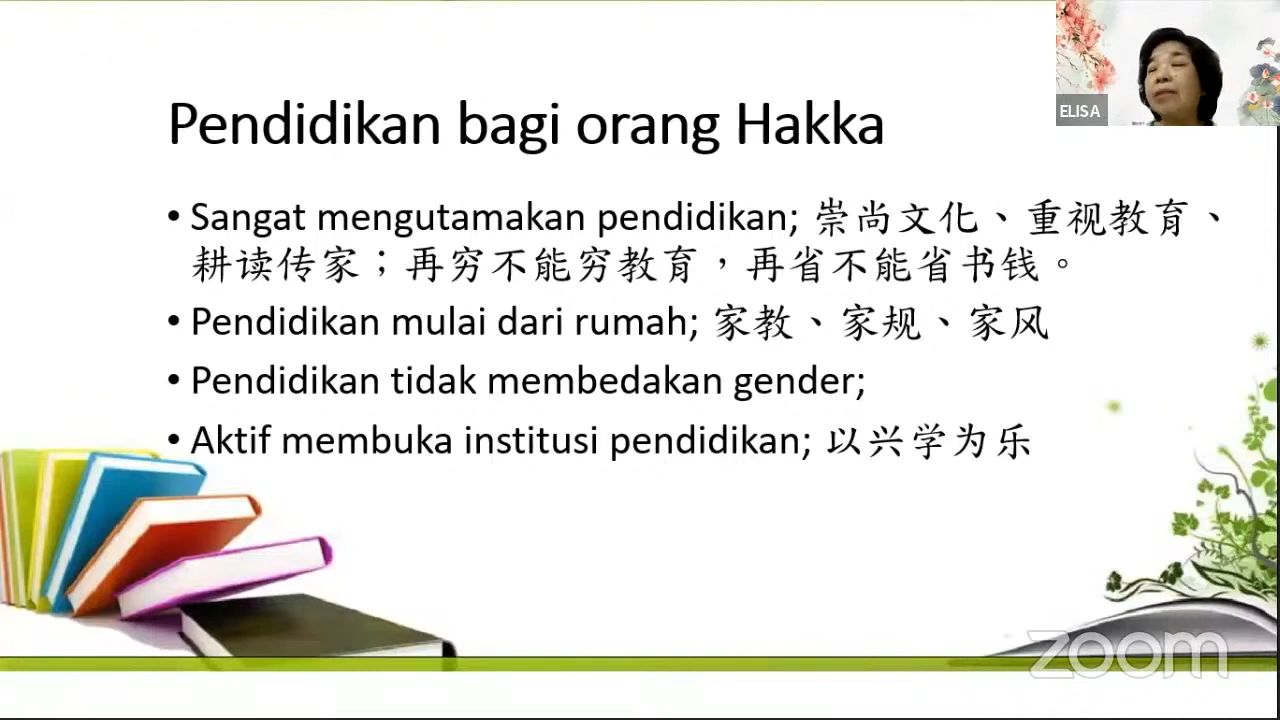 ELISA
Pendidikan bagi orang Hakka
• Sangat mengutamakan pendidikan; 崇尚文化、重视教育、
耕读传家；再穷不能穷教育，再省不能省书钱。
• Pendidikan mulai dari rumah; 家教、家规、家风
• Pendidikan tidak membedakan gender;
• Aktif membuka institusi pendidikan; 以兴学为乐
zoom